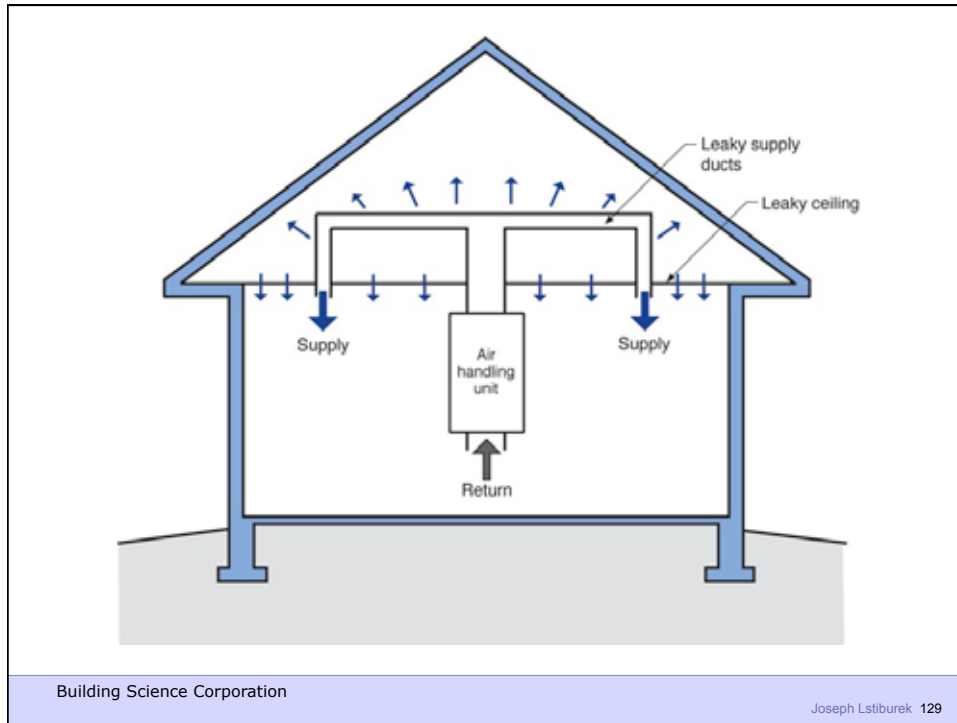 Leaky supply
ducts
Leaky ceiling
Supply
Supply
Air
handling
unit
Return
Building Science Corporation
Joseph Lstiburek 129